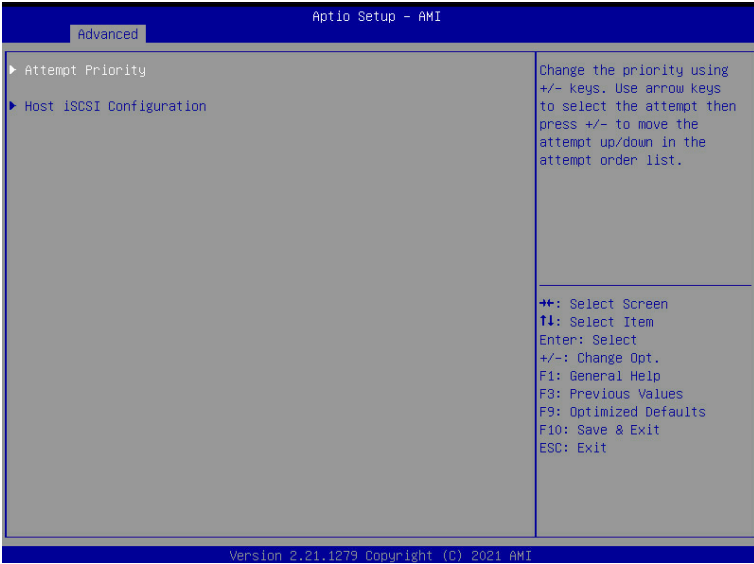 Aptio Setup – AMI
Advanced
▶ Attempt Priority
▶ Host iSCSI Configuration
Change the priority using
+/– keys. Use arrow keys
to select the attempt then
press +/– to move the
attempt up/down in the
attempt order list.
→←: Select Screen
↑↓: Select Item
Enter: Select
+/–: Change Opt.
F1: General Help
F3: Previous Values
F9: Optimized Defaults
F10: Save & Exit
ESC: Exit
Version 2.21.1279 Copyright (C) 2021 AMI